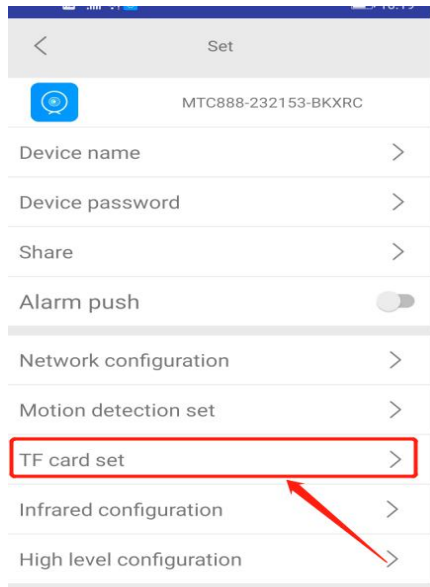 Set
MTC888-232153-BKXRC
Device name
Device password
Share
Alarm push
Network configuration
Motion detection set
TF card set
Infrared configuration
High level configuration